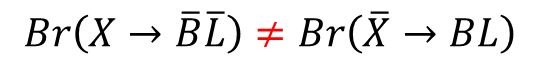 Br(X → B̅L̅) ≠ Br(X̅ → BL)